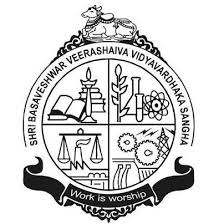 SHRI BASAVESHWAR VEERASHAIVA VIDYAVARDHAKA SANGHA
Work is worship